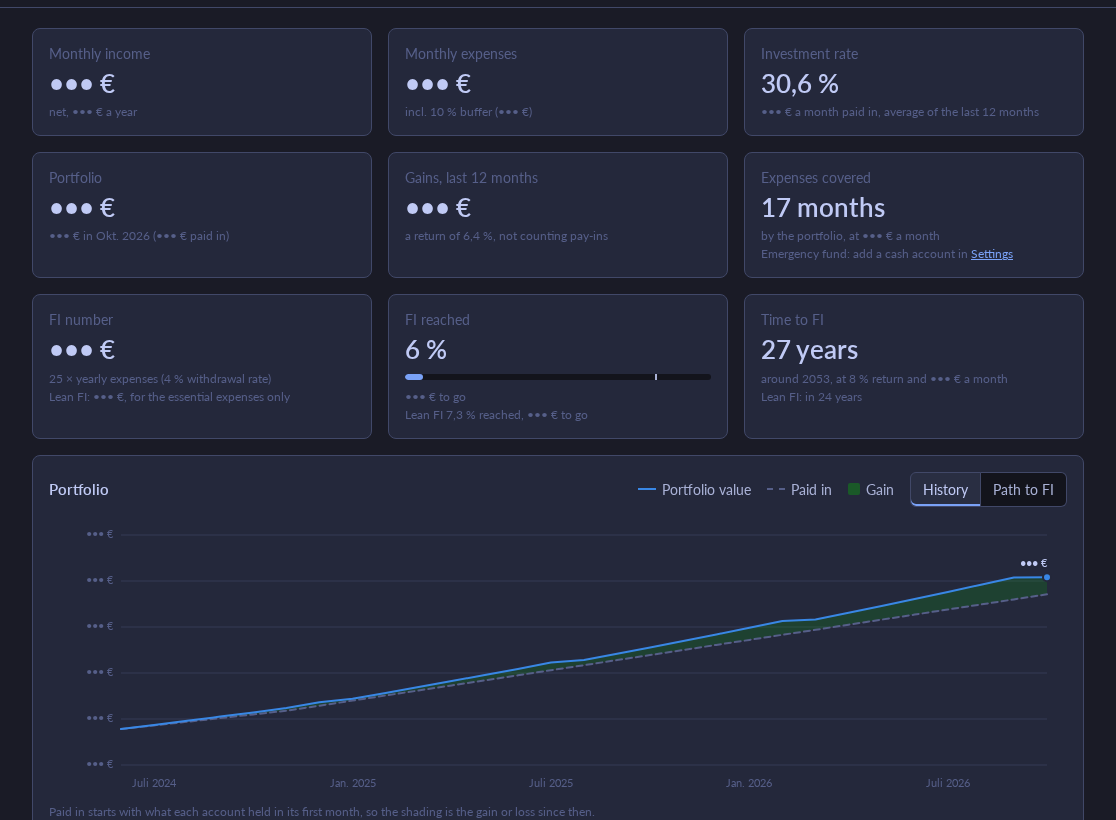 Monthly income
••• €
net, ••• € a year
Monthly expenses
••• €
incl. 10 % buffer (••• €)
Investment rate
30,6 %
••• € a month paid in, average of the last 12 months
Portfolio
••• €
••• € in Okt. 2026 (••• € paid in)
Gains, last 12 months
••• €
a return of 6,4 %, not counting pay-ins
Expenses covered
17 months
by the portfolio, at ••• € a month
Emergency fund: add a cash account in Settings
FI number
••• €
25 × yearly expenses (4 % withdrawal rate)
Lean FI: ••• €, for the essential expenses only
FI reached
6 %
••• € to go
Lean FI 7,3 % reached, ••• € to go
Time to FI
27 years
around 2053, at 8 % return and ••• € a month
Lean FI: in 24 years
Portfolio
Portfolio value
Paid in
Gain
History
Path to FI
••• €
••• €
••• €
••• €
••• €
••• €
••• €
Juli 2024
Jan. 2025
Juli 2025
Jan. 2026
Juli 2026
Paid in starts with what each account held in its first month, so the shading is the gain or loss since then.